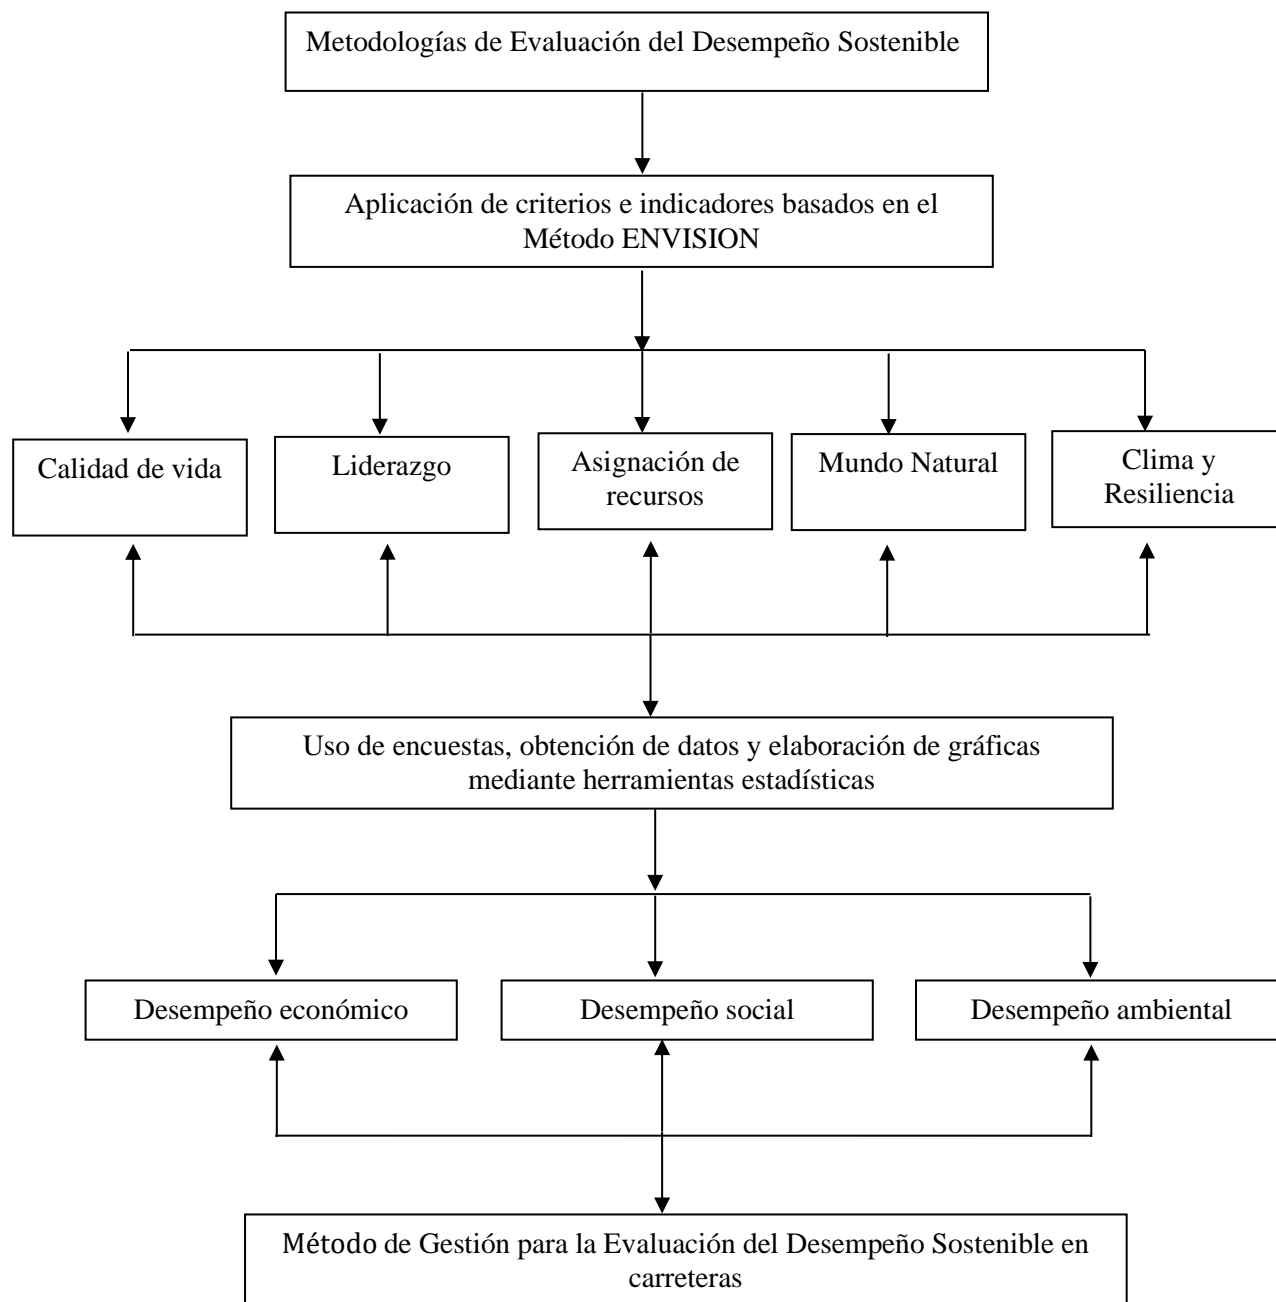 Metodologías de Evaluación del Desempeño Sostenible
Aplicación de criterios e indicadores basados en el
Método ENVISION
Calidad de vida
Liderazgo
Asignación de
recursos
Mundo Natural
Clima y
Resiliencia
Uso de encuestas, obtención de datos y elaboración de gráficas
mediante herramientas estadísticas
Desempeño económico
Desempeño social
Desempeño ambiental
Método de Gestión para la Evaluación del Desempeño Sostenible en
carreteras